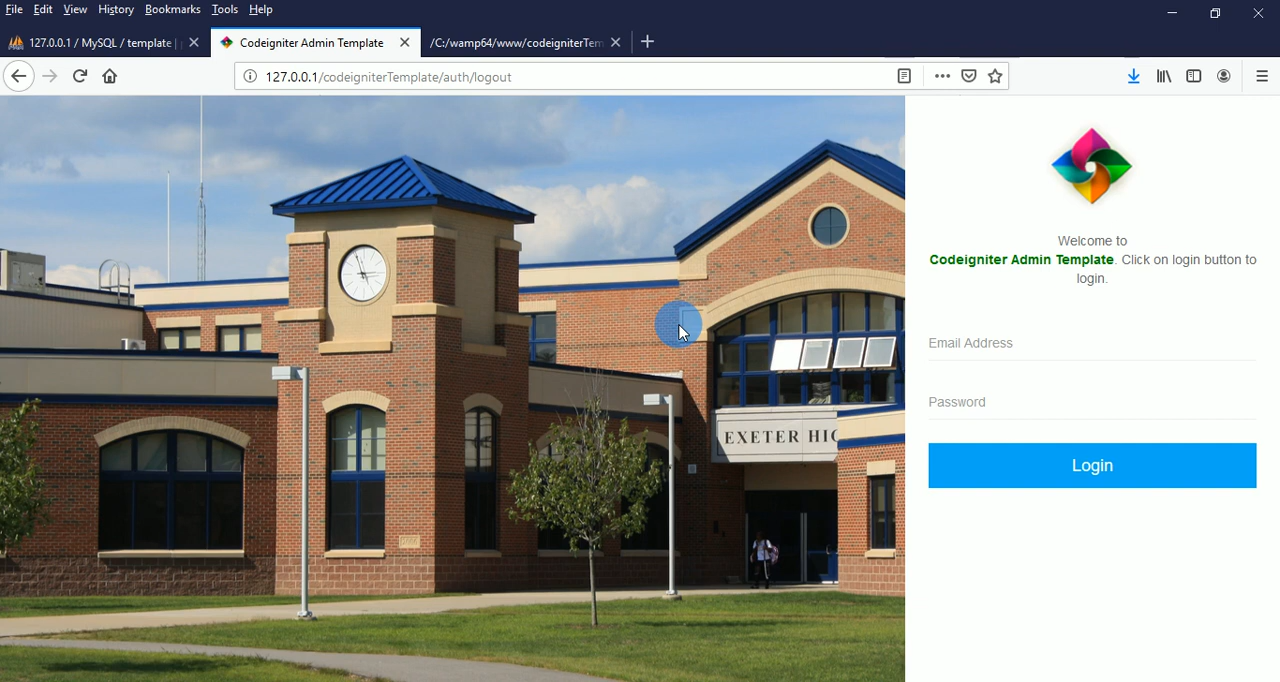 File Edit View History Bookmarks Tools Help
127.0.0.1 / MySQL / template |
Codeigniter Admin Template
/C:/wamp64/www/codeigniterTem
127.0.0.1/codeigniterTemplate/auth/logout
EXETER HIG
Welcome to
Codeigniter Admin Template. Click on login button to
login.
Email Address
Password
Login